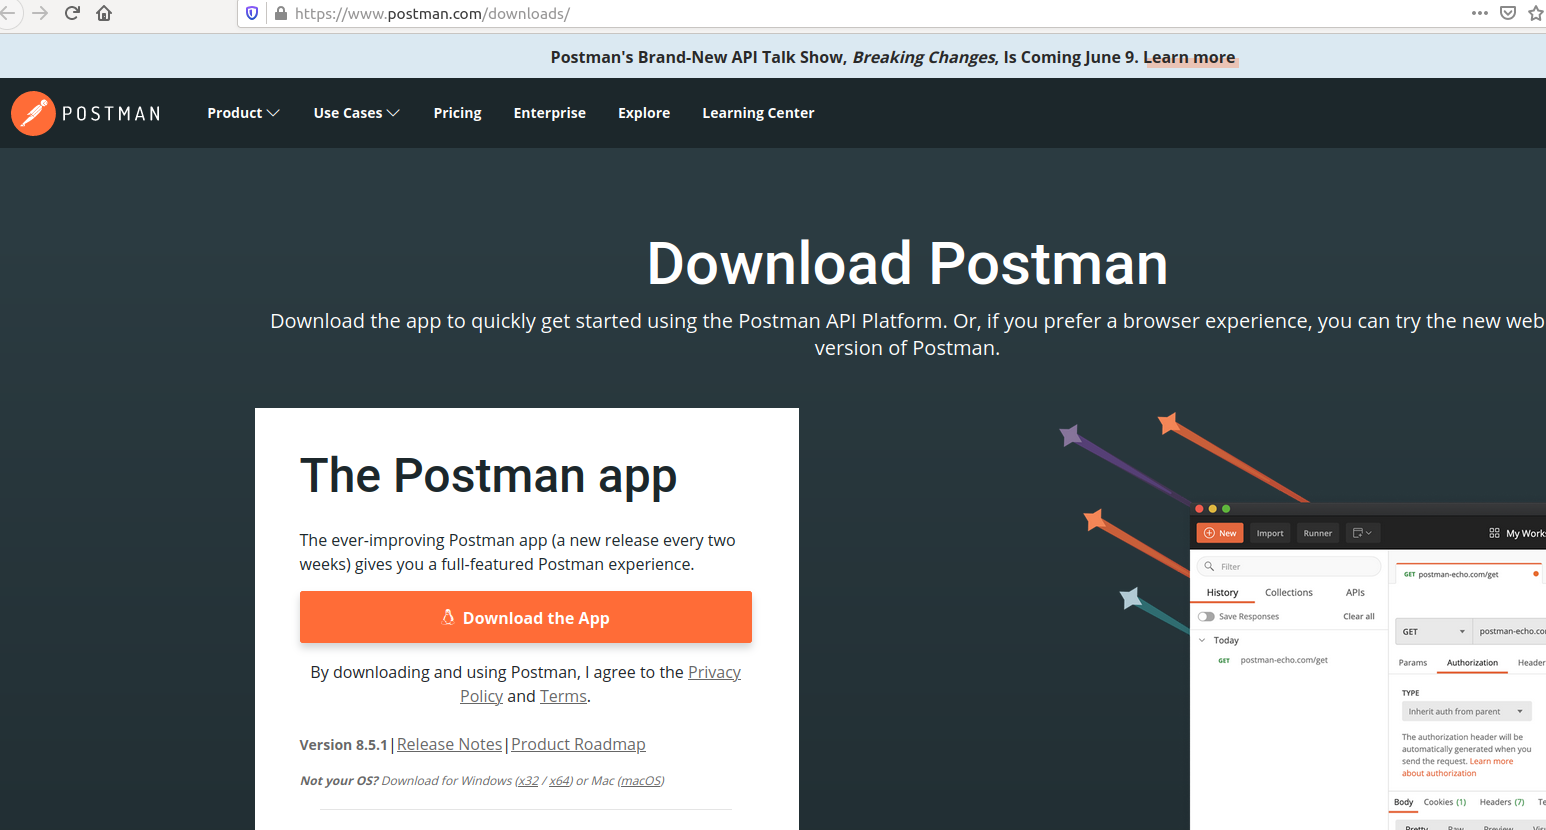 https://www.postman.com/downloads/
Postman's Brand-New API Talk Show, Breaking Changes, Is Coming June 9. Learn more
POSTMAN
Product
Use Cases
Pricing
Enterprise
Explore
Learning Center
Download Postman
Download the app to quickly get started using the Postman API Platform. Or, if you prefer a browser experience, you can try the new web
version of Postman.
The Postman app
The ever-improving Postman app (a new release every two
weeks) gives you a full-featured Postman experience.
Download the App
By downloading and using Postman, I agree to the Privacy
Policy and Terms.
Version 8.5.1|Release Notes|Product Roadmap
Not your OS? Download for Windows (x32 / x64) or Mac (macOS)
New
Import
Runner
My Works
Filter
History
Collections
APIs
Save Responses
Clear all
Today
GET postman-echo.com/get
GET postman-echo.com/get
GET
postman-echo.co
Params
Authorization
Header
TYPE
Inherit auth from parent
The authorization header will be
automatically generated when you
send the request. Learn more
about authorization
Body
Cookies (1)
Headers (7)
Te
Pretty
Raw
Preview